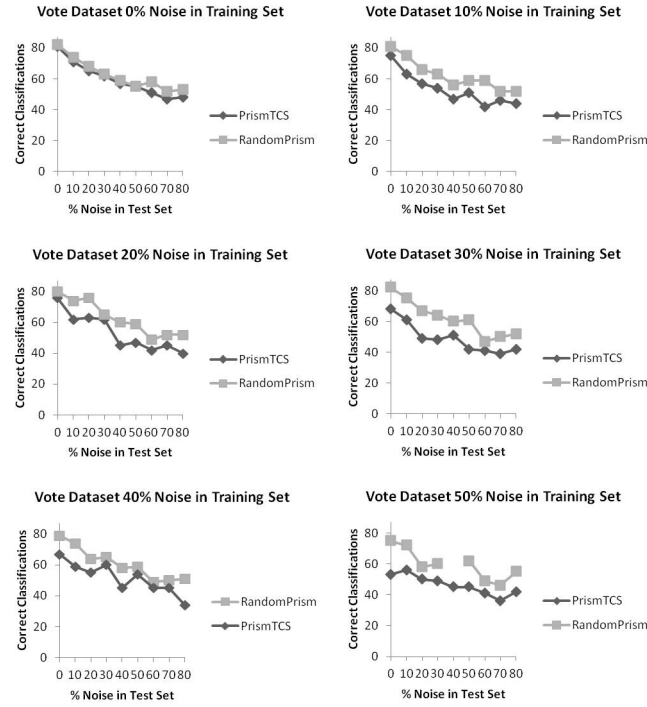 Vote Dataset 0% Noise in Training Set
Correct Classifications
80
60
40
20
0
0 10 20 30 40 50 60 70 80
% Noise in Test Set
PrismTCS
RandomPrism
Vote Dataset 10% Noise in Training Set
Correct Classifications
80
60
40
20
0
0 10 20 30 40 50 60 70 80
% Noise in Test Set
PrismTCS
RandomPrism
Vote Dataset 20% Noise in Training Set
Correct Classifications
80
60
40
20
0
0 10 20 30 40 50 60 70 80
% Noise in Test Set
PrismTCS
RandomPrism
Vote Dataset 30% Noise in Training Set
Correct Classifications
80
60
40
20
0
0 10 20 30 40 50 60 70 80
% Noise in Test Set
PrismTCS
RandomPrism
Vote Dataset 40% Noise in Training Set
Correct Classifications
80
60
40
20
0
0 10 20 30 40 50 60 70 80
% Noise in Test Set
RandomPrism
PrismTCS
Vote Dataset 50% Noise in Training Set
Correct Classifications
80
60
40
20
0
0 10 20 30 40 50 60 70 80
% Noise in Test Set
PrismTCS
RandomPrism